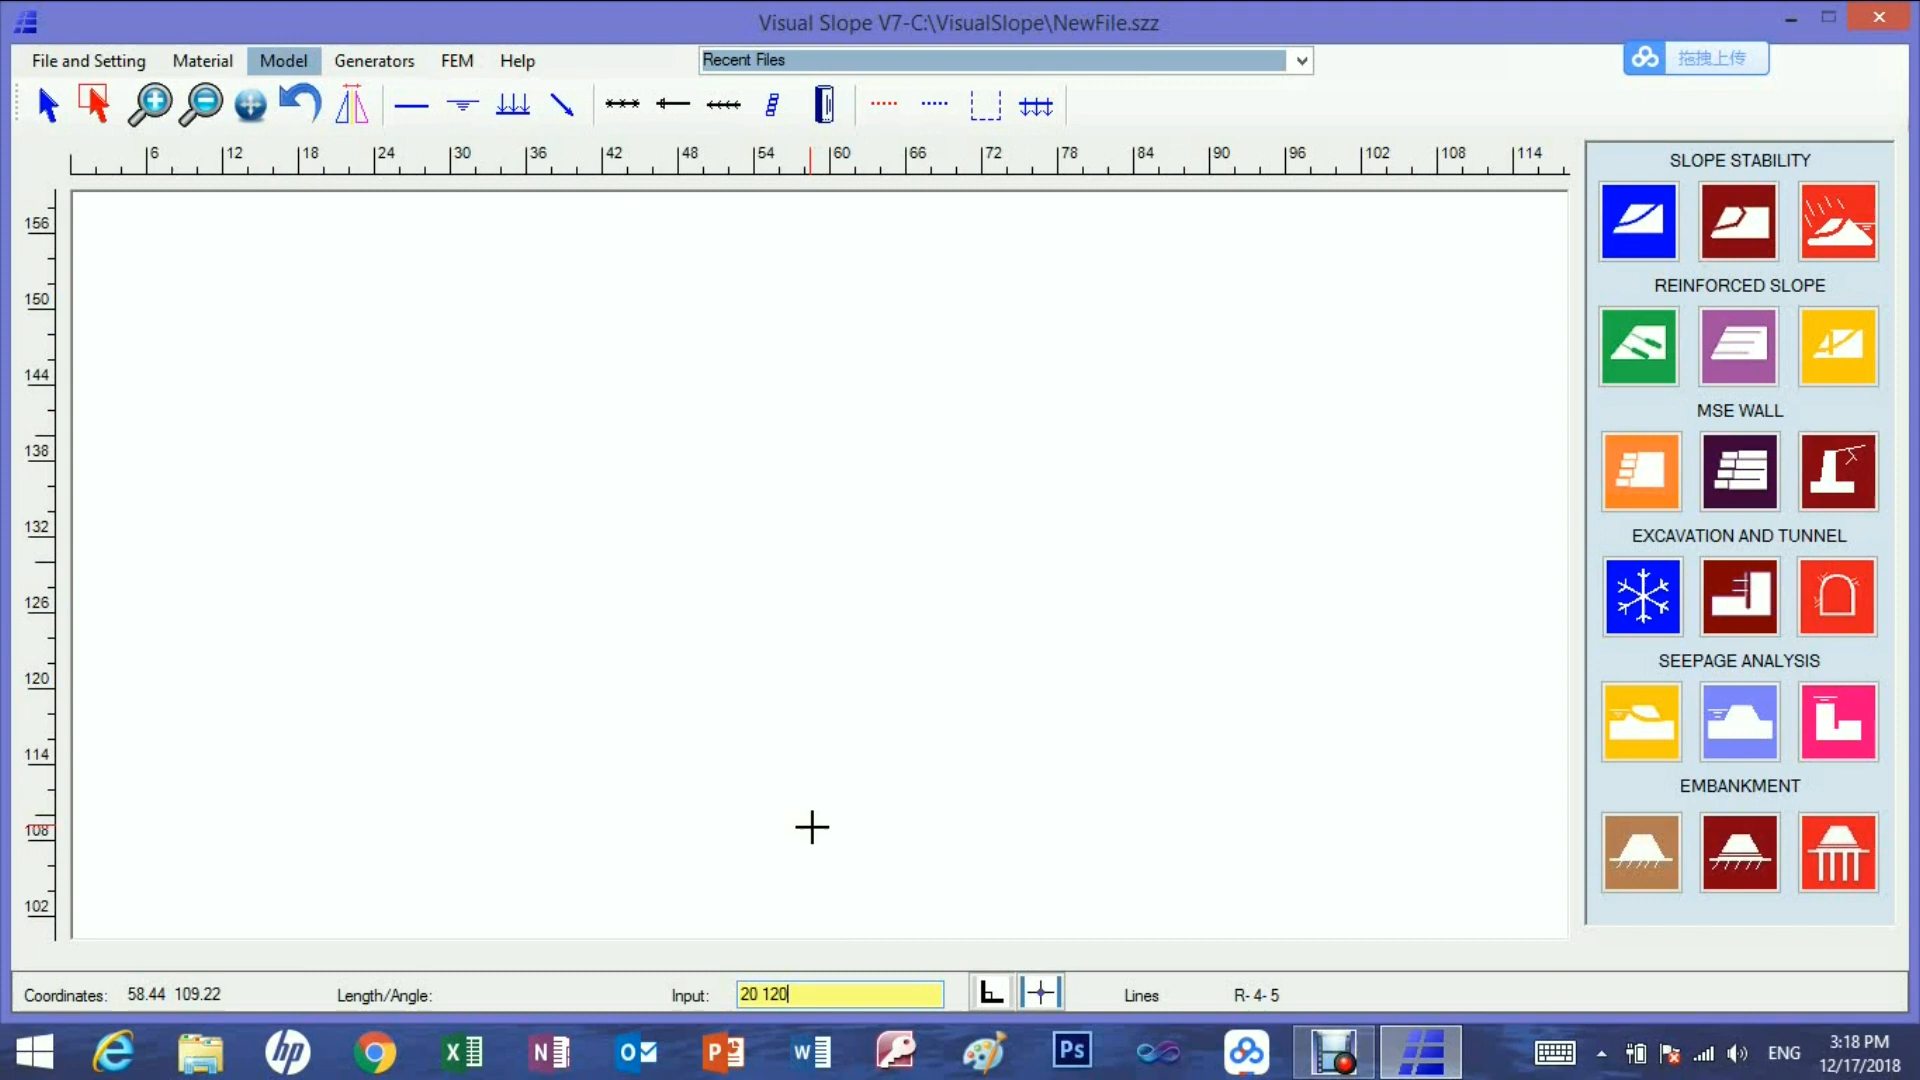 Visual Slope V7-C:\VisualSlope\NewFile.szz
File and Setting Material Model Generators FEM Help
Recent Files
拖拽上传
6 12 18 24 30 36 42 48 54 60 66 72 78 84 90 96 102 108 114
156
150
144
138
132
126
120
114
108
102
SLOPE STABILITY
REINFORCED SLOPE
MSE WALL
EXCAVATION AND TUNNEL
SEEPAGE ANALYSIS
EMBANKMENT
Coordinates: 58.44 109.22 Length/Angle: Input: 20 120 Lines R- 4- 5
hp
X
N
O
P
W
Ps
ENG
3:18 PM
12/17/2018